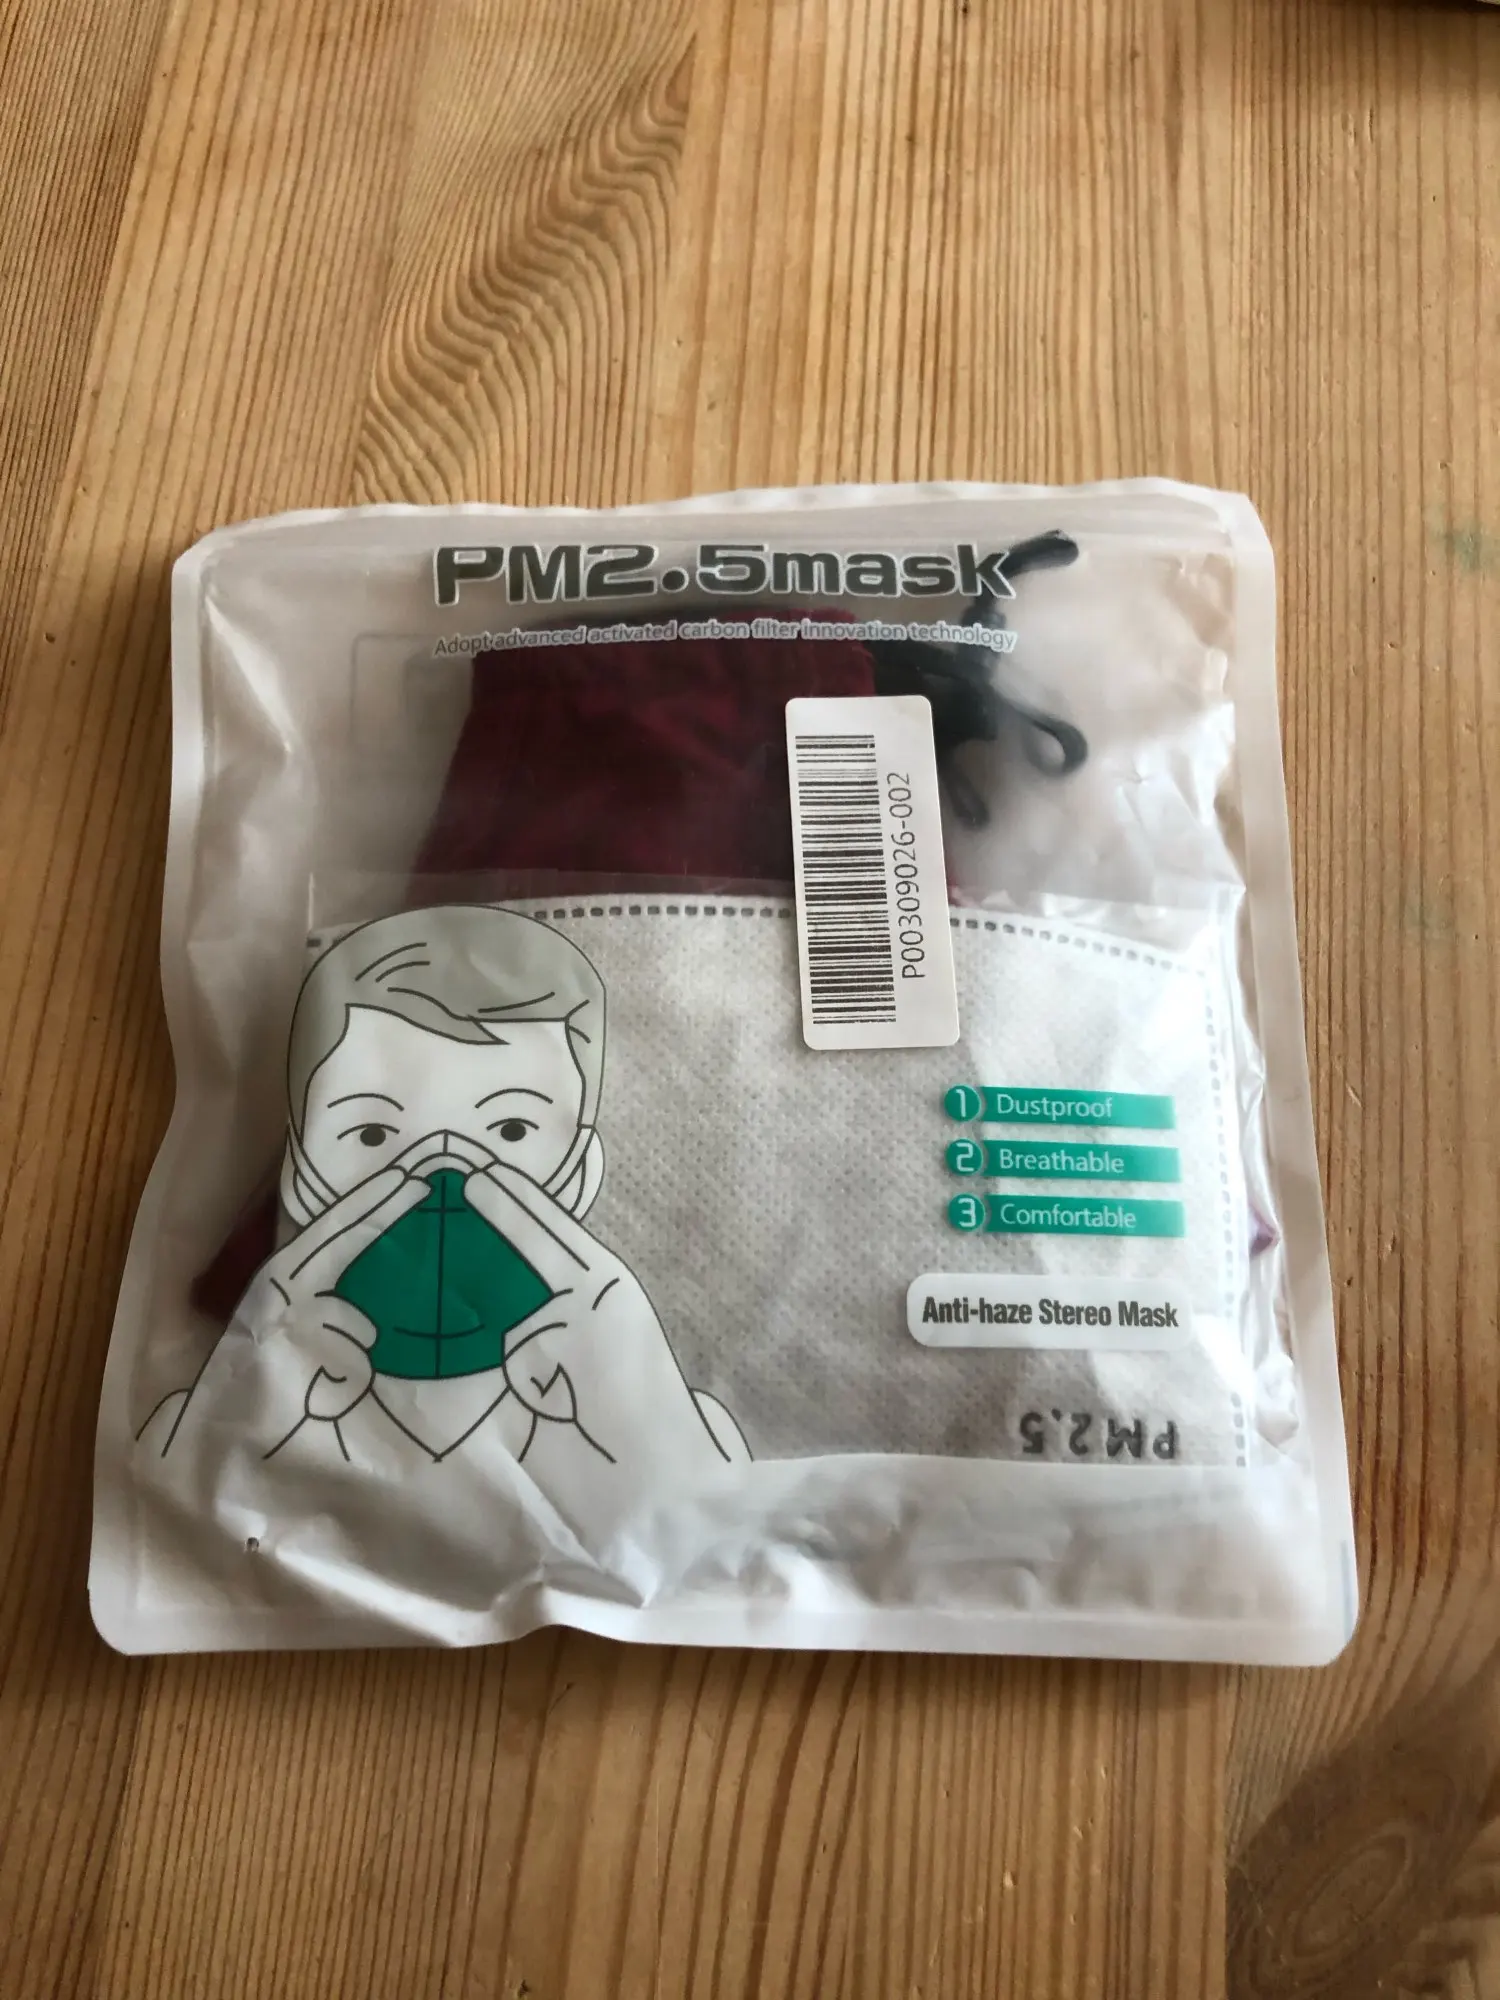 PM2.5mask
Adopt advanced activated carbon filter innovation technology
P00309026-002
1 Dustproof
2 Breathable
3 Comfortable
Anti-haze Stereo Mask
PM2.5